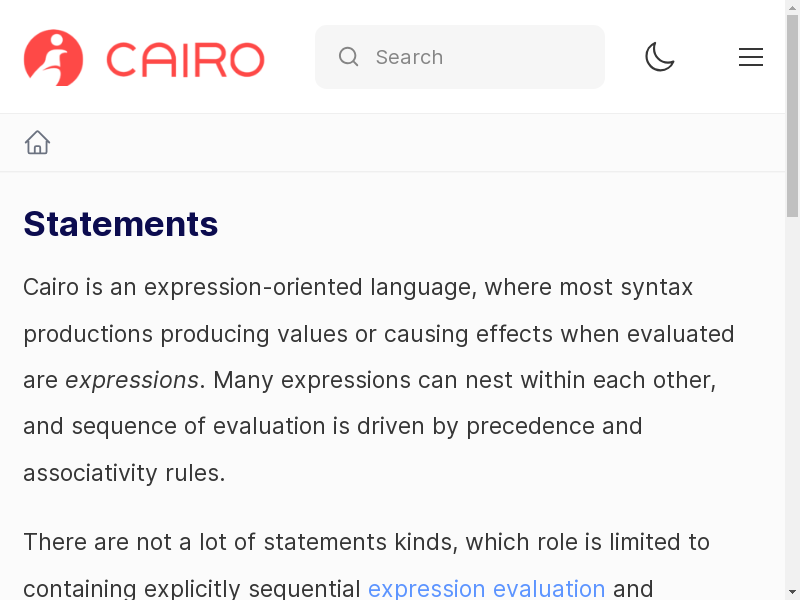 CAIRO
Search
Statements
Cairo is an expression-oriented language, where most syntax
productions producing values or causing effects when evaluated
are expressions. Many expressions can nest within each other,
and sequence of evaluation is driven by precedence and
associativity rules.
There are not a lot of statements kinds, which role is limited to
containing explicitly sequential expression evaluation and